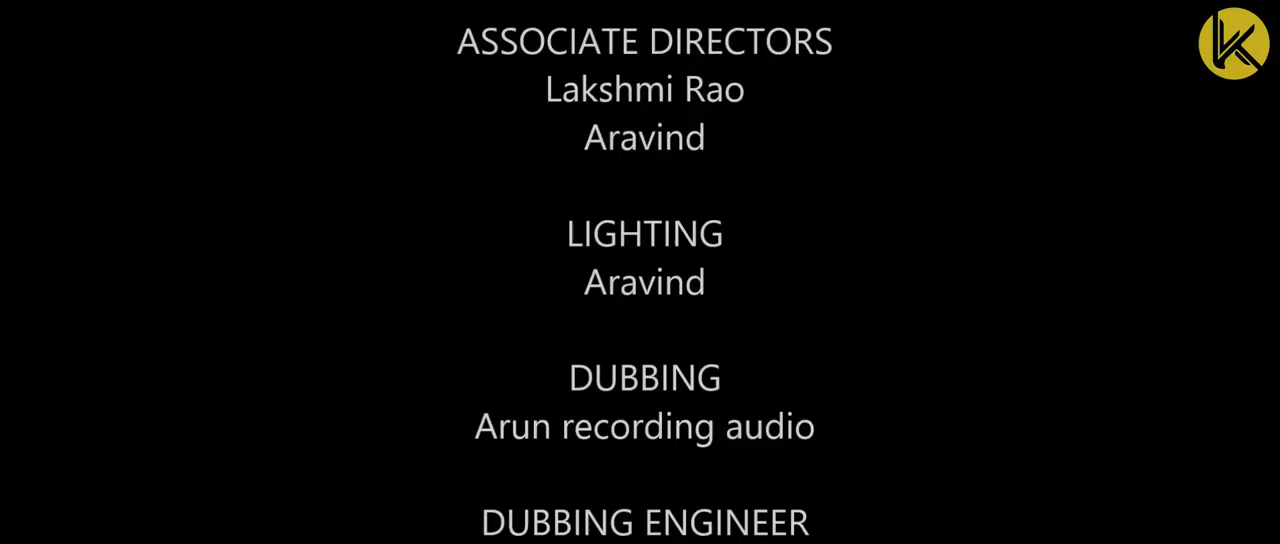 ASSOCIATE DIRECTORS
Lakshmi Rao
Aravind
LIGHTING
Aravind
DUBBING
Arun recording audio
DUBBING ENGINEER